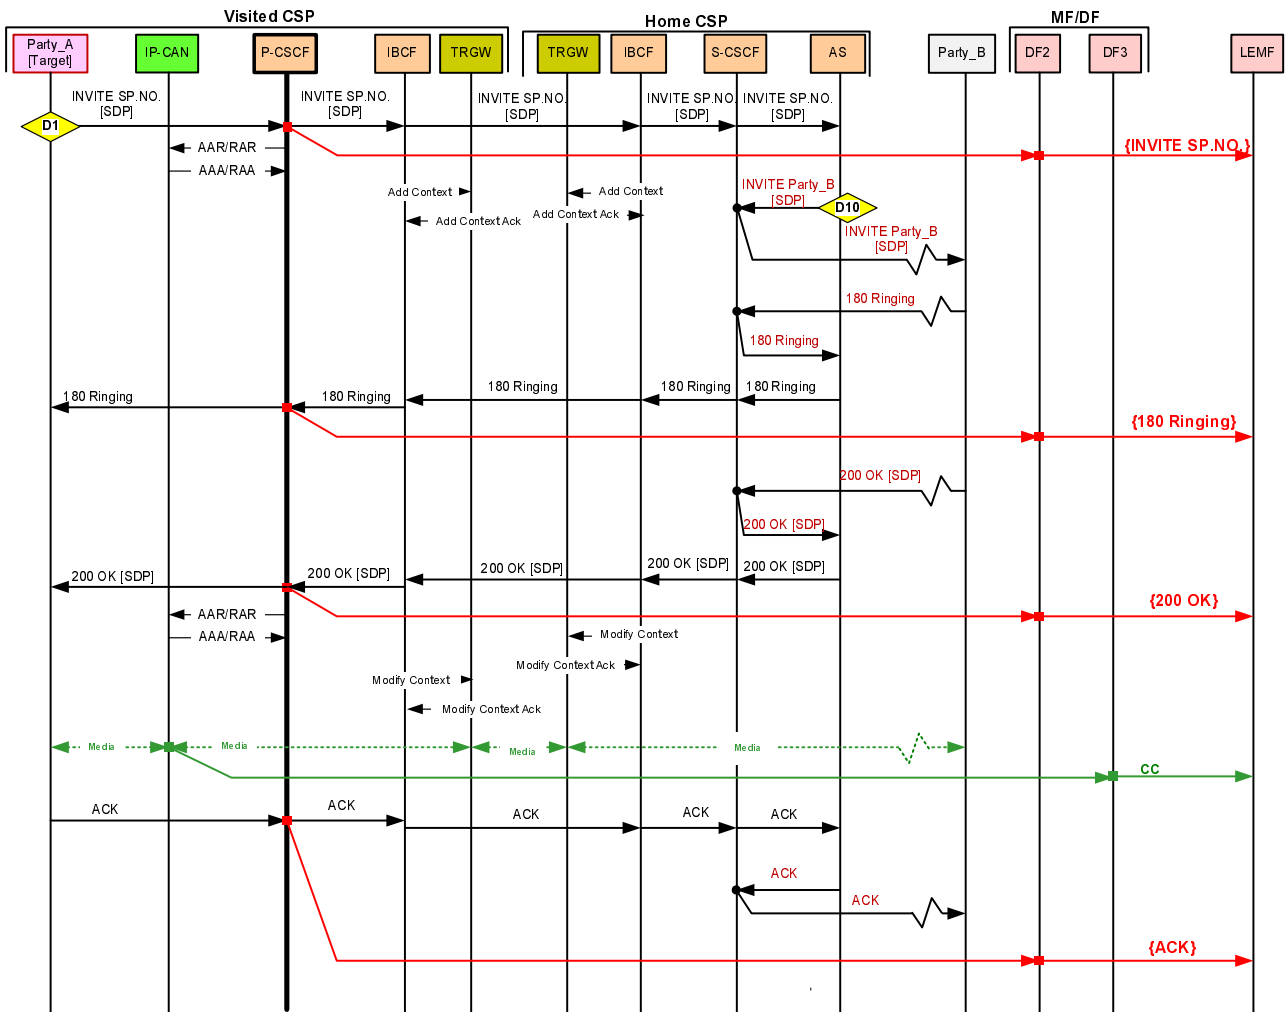 Visited CSP
Home CSP
MF/DF
Party_A
[Target]
IP-CAN
P-CSCF
IBCF
TRGW
TRGW
IBCF
S-CSCF
AS
Party_B
DF2
DF3
LEMF
INVITE SP.NO.
[SDP]
INVITE SP.NO.
[SDP]
INVITE SP.NO.
[SDP]
INVITE SP.NO.
[SDP]
INVITE SP.NO.
[SDP]
D1
{INVITE SP.NO.}
AAR/RAR
AAA/RAA
Add Context
Add Context
INVITE Party_B
[SDP]
D10
Add Context Ack
Add Context Ack
INVITE Party_B
[SDP]
180 Ringing
180 Ringing
180 Ringing
180 Ringing
180 Ringing
180 Ringing
180 Ringing
{180 Ringing}
200 OK [SDP]
200 OK [SDP]
200 OK [SDP]
200 OK [SDP]
200 OK [SDP]
200 OK [SDP]
200 OK [SDP]
{200 OK}
AAR/RAR
AAA/RAA
Modify Context
Modify Context Ack
Modify Context
Modify Context Ack
Media
Media
Media
Media
CC
ACK
ACK
ACK
ACK
ACK
ACK
ACK
{ACK}